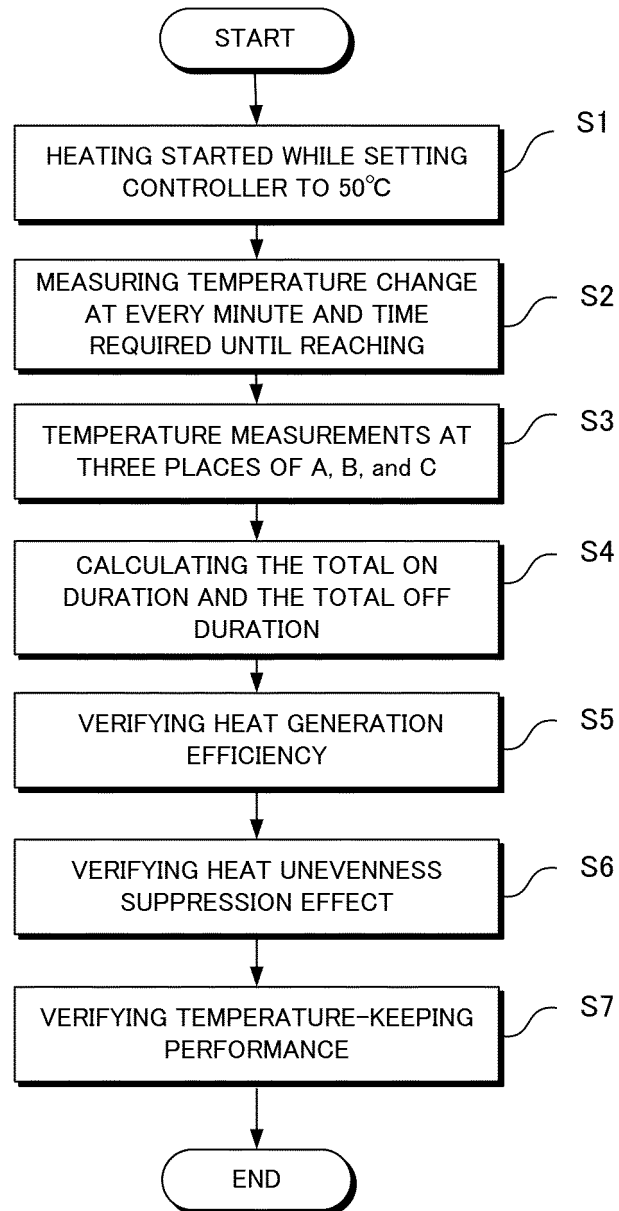 START
S1
HEATING STARTED WHILE SETTING
CONTROLLER TO 50℃
S2
MEASURING TEMPERATURE CHANGE
AT EVERY MINUTE AND TIME
REQUIRED UNTIL REACHING
S3
TEMPERATURE MEASUREMENTS AT
THREE PLACES OF A, B, and C
S4
CALCULATING THE TOTAL ON
DURATION AND THE TOTAL OFF
DURATION
S5
VERIFYING HEAT GENERATION
EFFICIENCY
S6
VERIFYING HEAT UNEVENNESS
SUPPRESSION EFFECT
S7
VERIFYING TEMPERATURE-KEEPING
PERFORMANCE
END